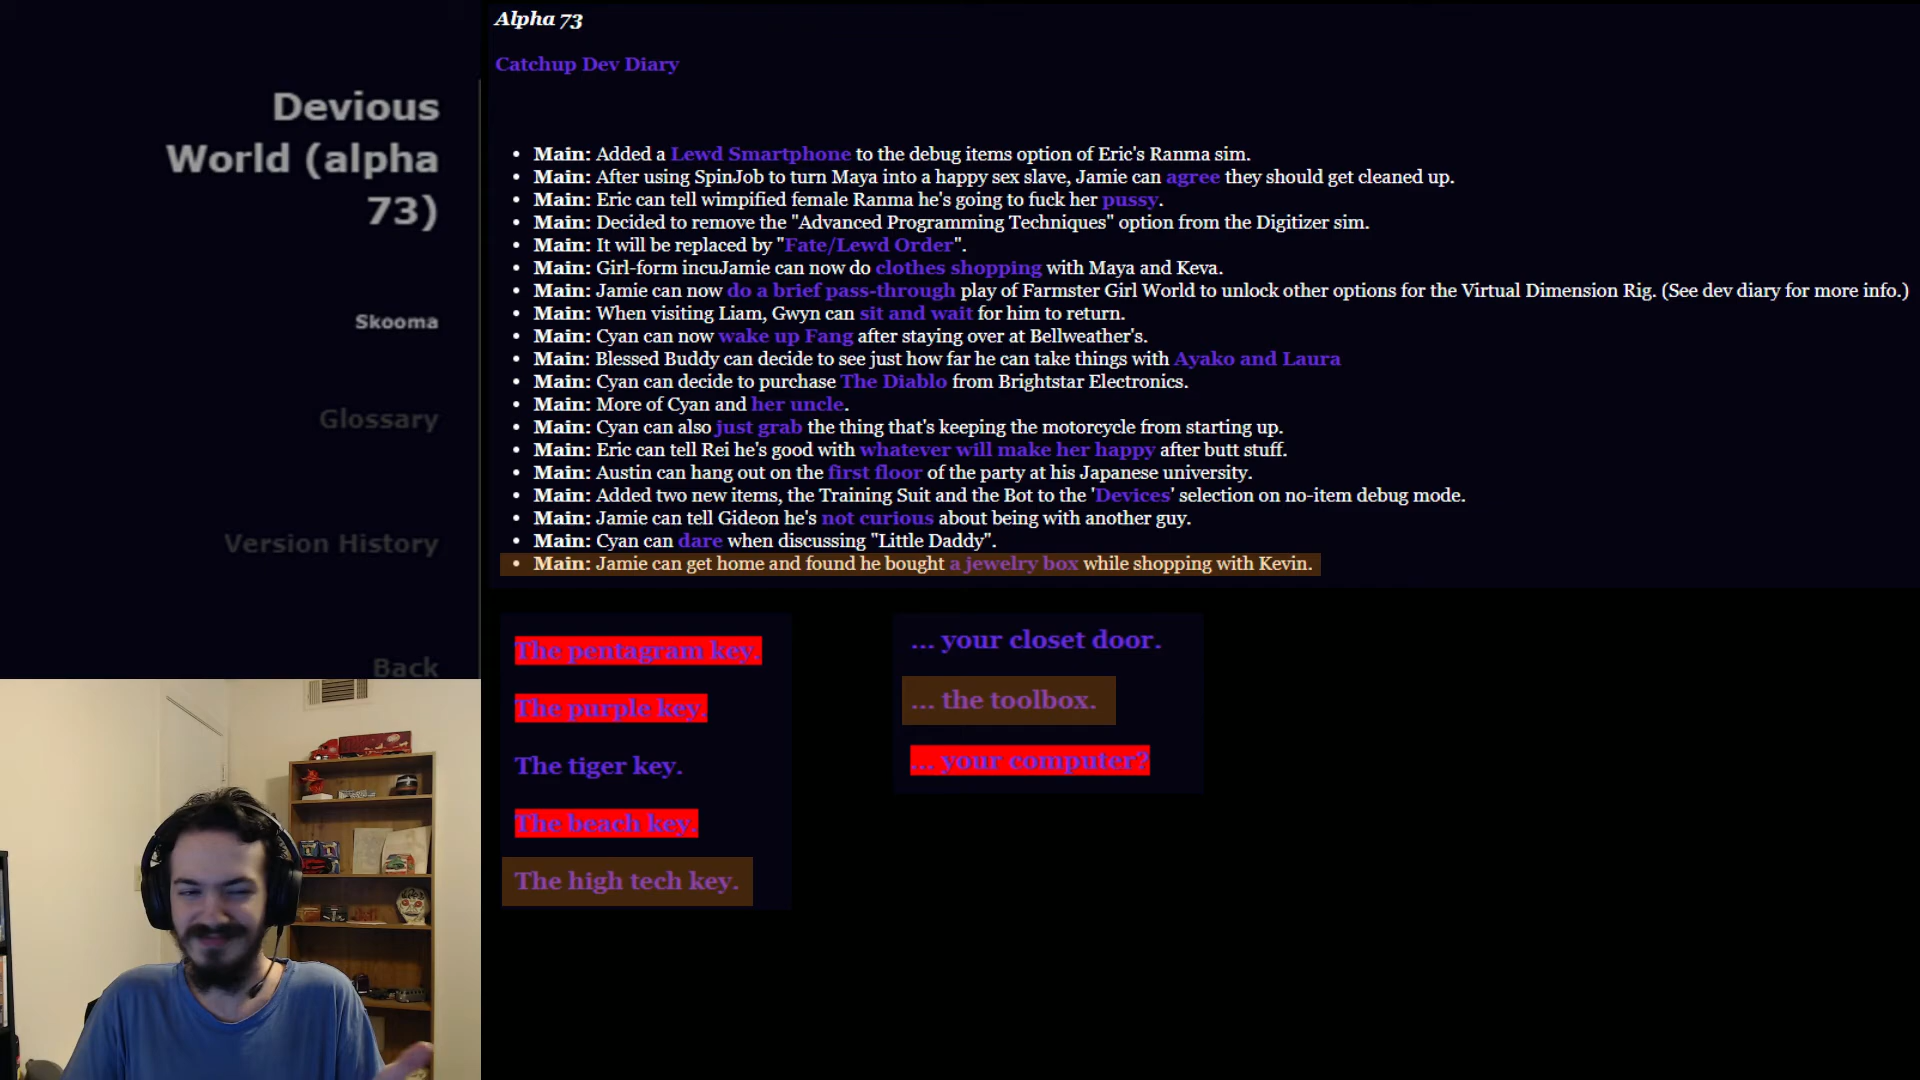 Devious
World (alpha
73)
Skooma
Glossary
Version History
Back
Alpha 73
Catchup Dev Diary
• Main: Added a Lewd Smartphone to the debug items option of Eric's Ranma sim.
• Main: After using SpinJob to turn Maya into a happy sex slave, Jamie can agree they should get cleaned up.
• Main: Eric can tell wimpified female Ranma he's going to fuck her pussy.
• Main: Decided to remove the "Advanced Programming Techniques" option from the Digitizer sim.
• Main: It will be replaced by "Fate/Lewd Order".
• Main: Girl-form incuJamie can now do clothes shopping with Maya and Keva.
• Main: Jamie can now do a brief pass-through play of Farmster Girl World to unlock other options for the Virtual Dimension Rig. (See dev diary for more info.)
• Main: When visiting Liam, Gwyn can sit and wait for him to return.
• Main: Cyan can now wake up Fang after staying over at Bellweather's.
• Main: Blessed Buddy can decide to see just how far he can take things with Ayako and Laura
• Main: Cyan can decide to purchase The Diablo from Brightstar Electronics.
• Main: More of Cyan and her uncle.
• Main: Cyan can also just grab the thing that's keeping the motorcycle from starting up.
• Main: Eric can tell Rei he's good with whatever will make her happy after butt stuff.
• Main: Austin can hang out on the first floor of the party at his Japanese university.
• Main: Added two new items, the Training Suit and the Bot to the 'Devices' selection on no-item debug mode.
• Main: Jamie can tell Gideon he's not curious about being with another guy.
• Main: Cyan can dare when discussing "Little Daddy".
• Main: Jamie can get home and found he bought a jewelry box while shopping with Kevin.
The pentagram key.
The purple key.
The tiger key.
The beach key.
The high tech key.
... your closet door.
... the toolbox.
... your computer?